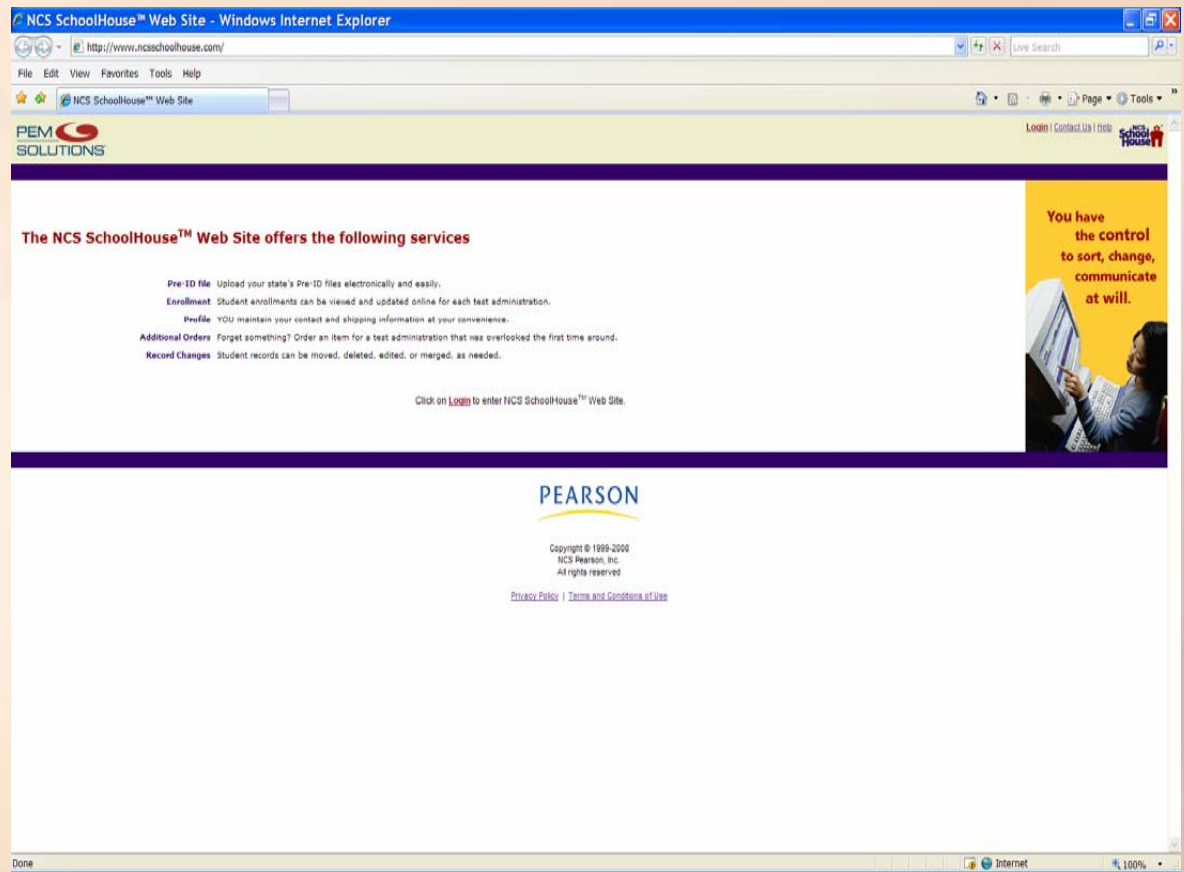 NCS SchoolHouse™ Web Site - Windows Internet Explorer
http://www.ncsschoolhouse.com/
Live Search
File Edit View Favorites Tools Help
NCS SchoolHouse™ Web Site
Page Tools
PEM SOLUTIONS
Login | Contact Us | Help
NCS School House
The NCS SchoolHouse™ Web Site offers the following services
Pre-ID file Upload your state's Pre-ID files electronically and easily.
Enrollment Student enrollments can be viewed and updated online for each test administration.
Profile YOU maintain your contact and shipping information at your convenience.
Additional Orders Forget something? Order an item for a test administration that was overlooked the first time around.
Record Changes Student records can be moved, deleted, edited, or merged, as needed.
Click on Login to enter NCS SchoolHouse™ Web Site.
You have
the control
to sort, change,
communicate
at will.
PEARSON
Copyright © 1999-2006
NCS Pearson, Inc.
All rights reserved
Privacy Policy | Terms and Conditions of Use
Done
Internet
100%